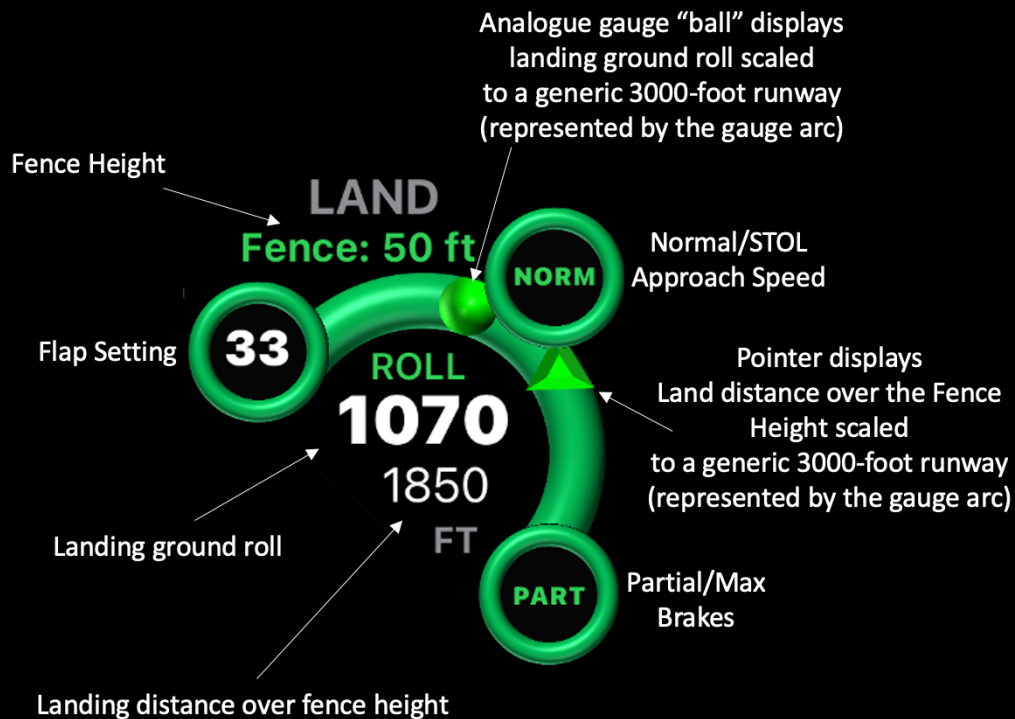 Analogue gauge “ball” displays
landing ground roll scaled
to a generic 3000-foot runway
(represented by the gauge arc)
Fence Height
LAND
Fence: 50 ft
NORM
Normal/STOL
Approach Speed
Flap Setting
33
ROLL
1070
1850
FT
Pointer displays
Land distance over the Fence
Height scaled
to a generic 3000-foot runway
(represented by the gauge arc)
Landing ground roll
PART
Partial/Max
Brakes
Landing distance over fence height